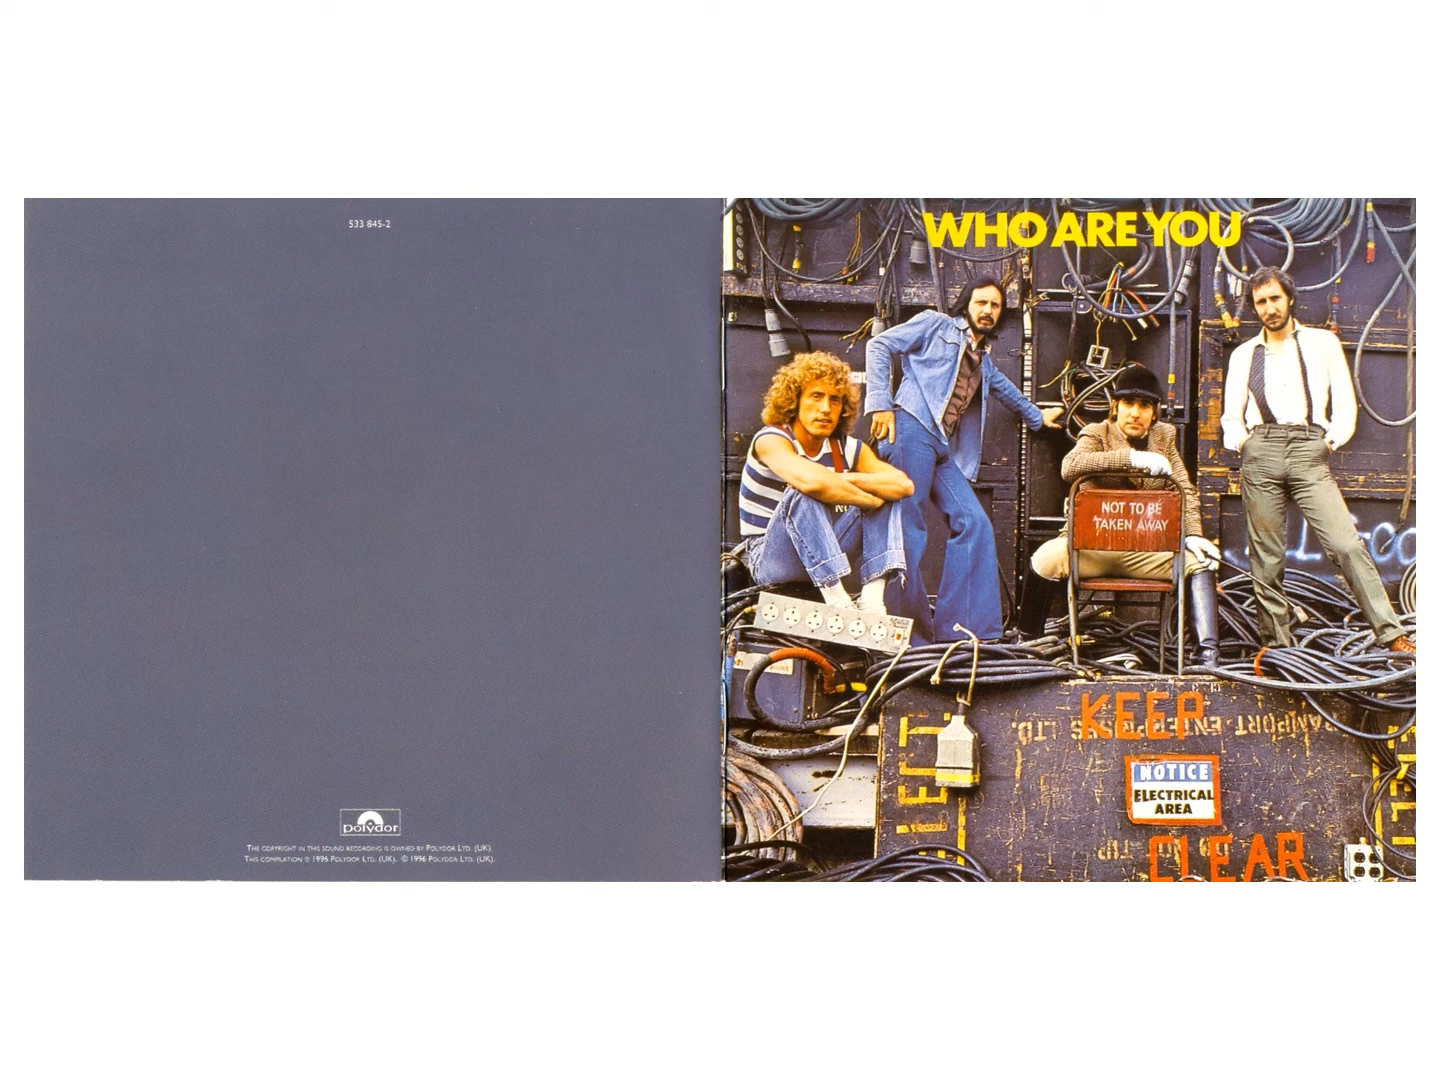 533 845-2
polydor
THE COPYRIGHT IN THIS SOUND RECORDING IS OWNED BY POLYDOR LTD. (UK).
THIS COMPILATION ℗ 1996 POLYDOR LTD. (UK). © 1996 POLYDOR LTD. (UK).
WHO ARE YOU
NOT TO BE
TAKEN AWAY
KEEP
LEFT
NOTICE
ELECTRICAL
AREA
CLEAR